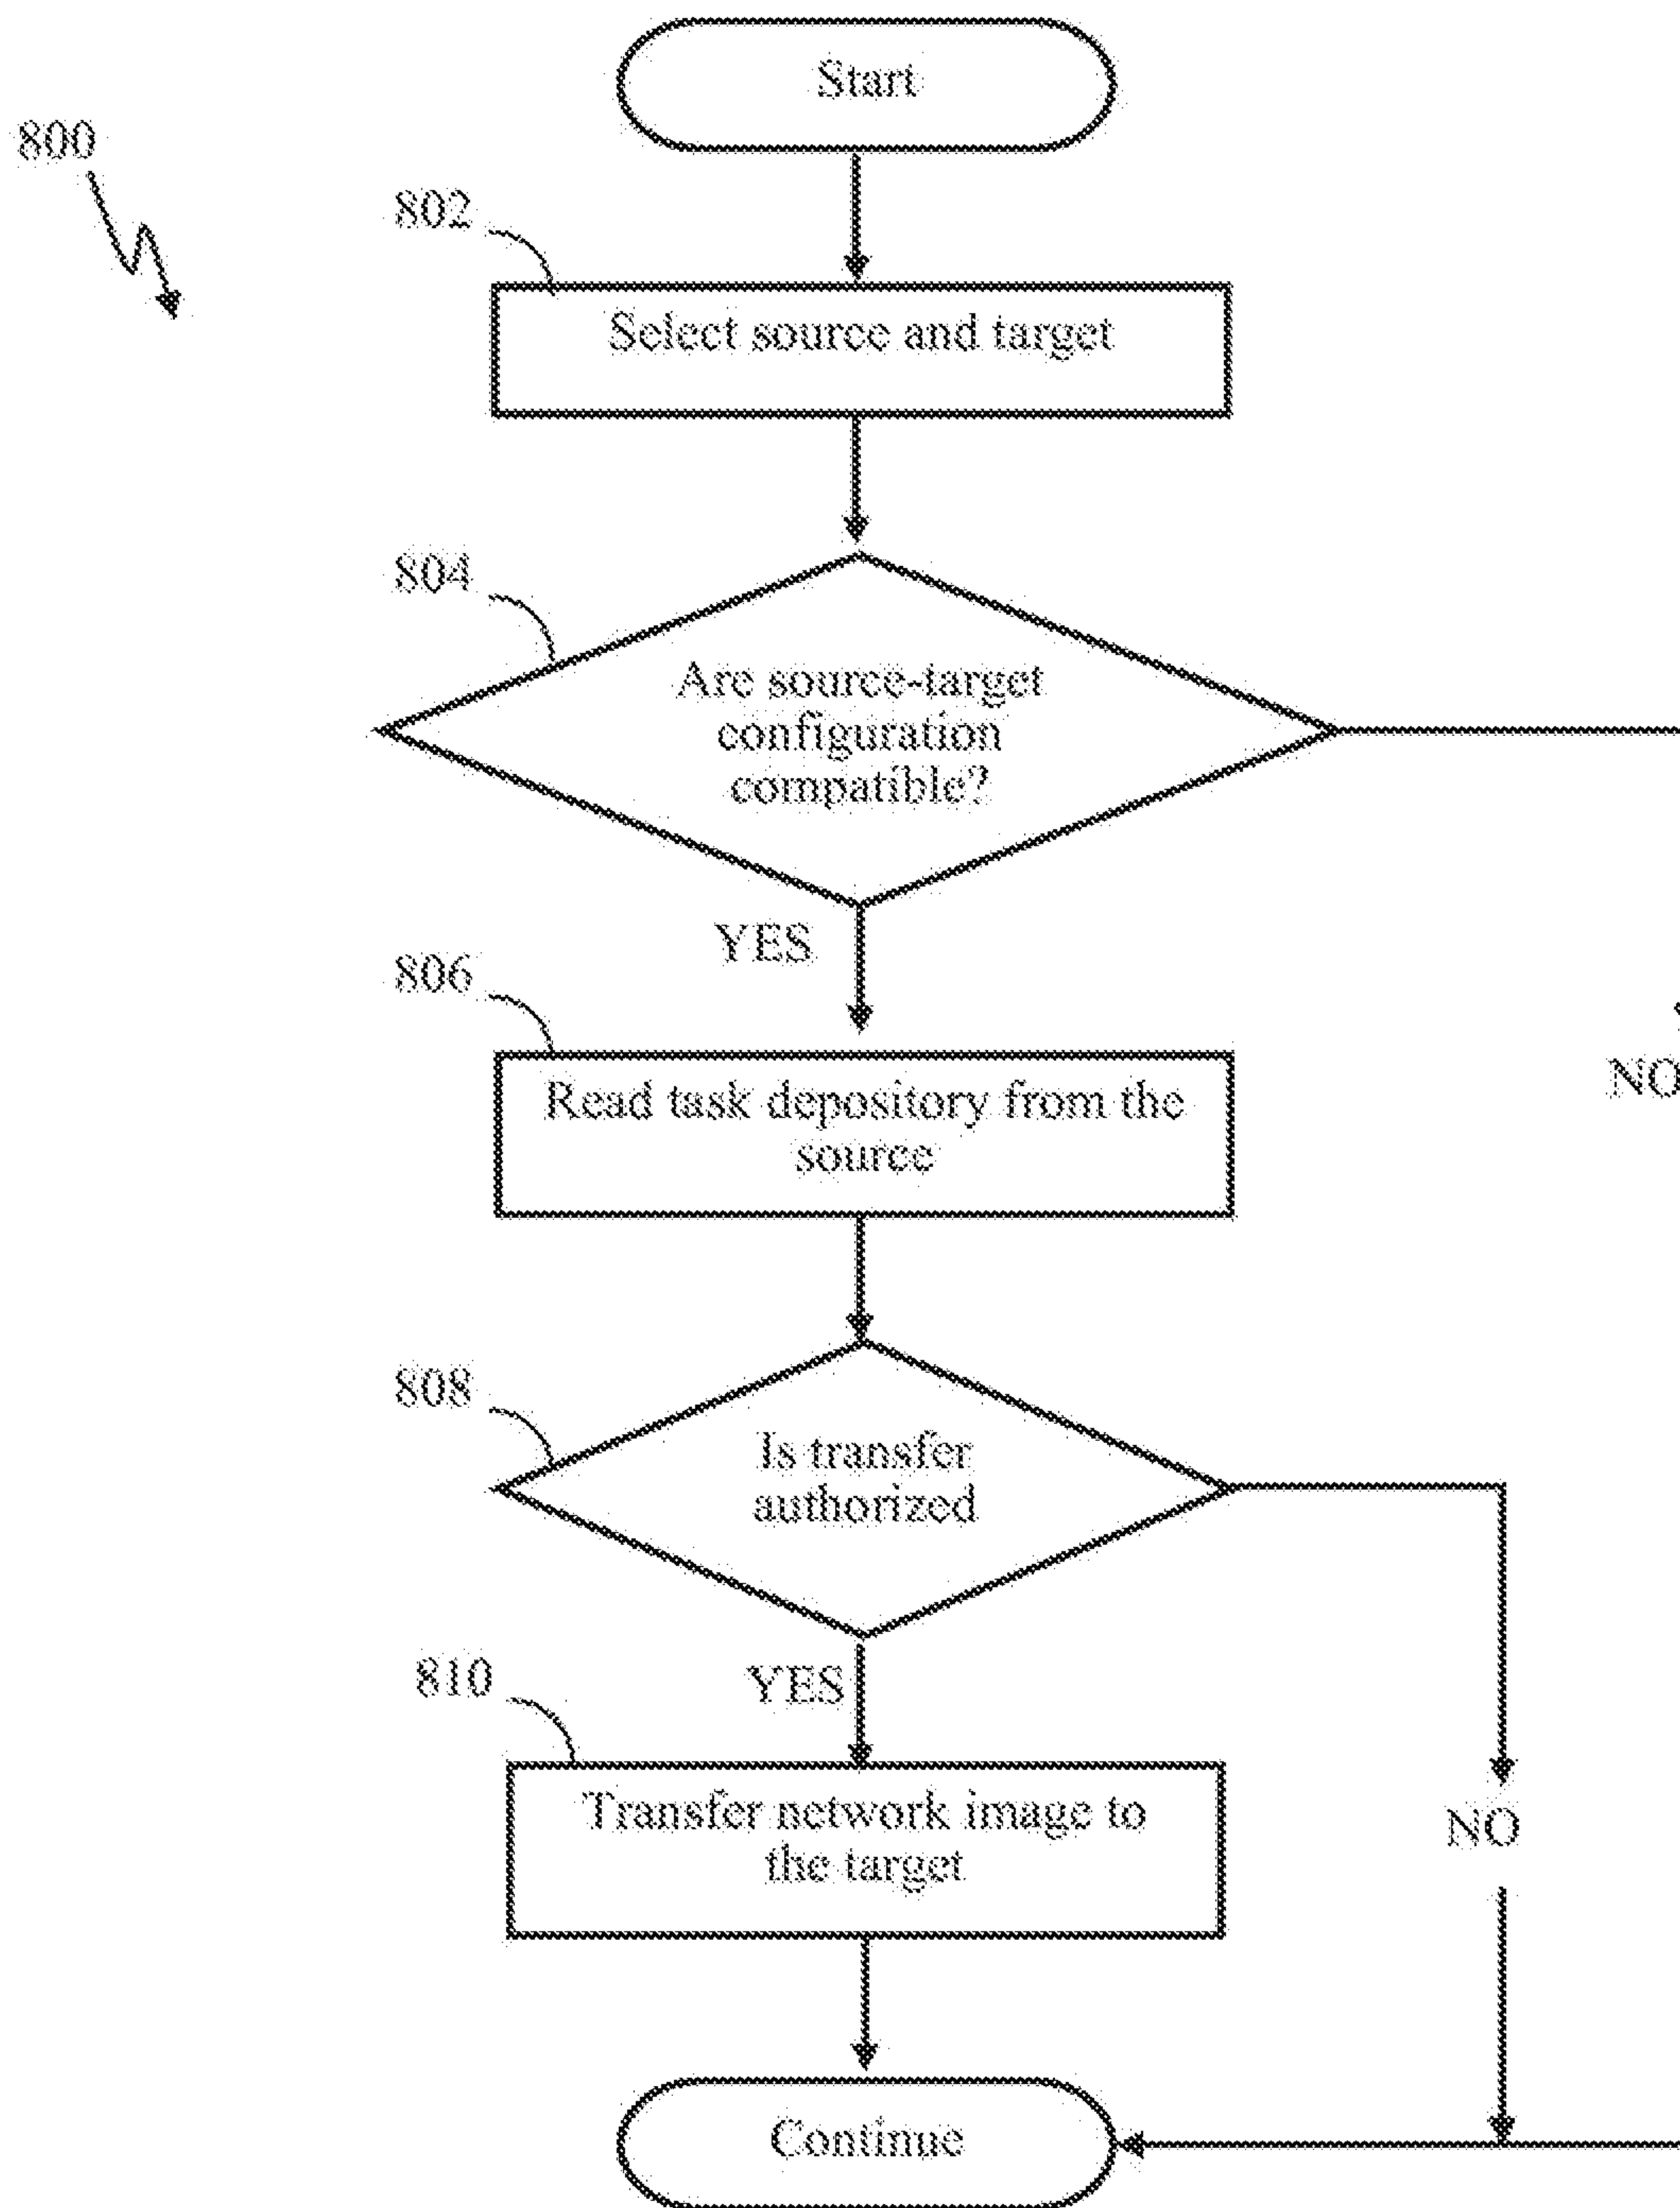 Start
800
802
Select source and target
804
Are source-target
configuration
compatible?
YES
806
Read task depository from the
source
NO
808
Is transfer
authorized
YES
810
Transfer network image to
the target
NO
Continue